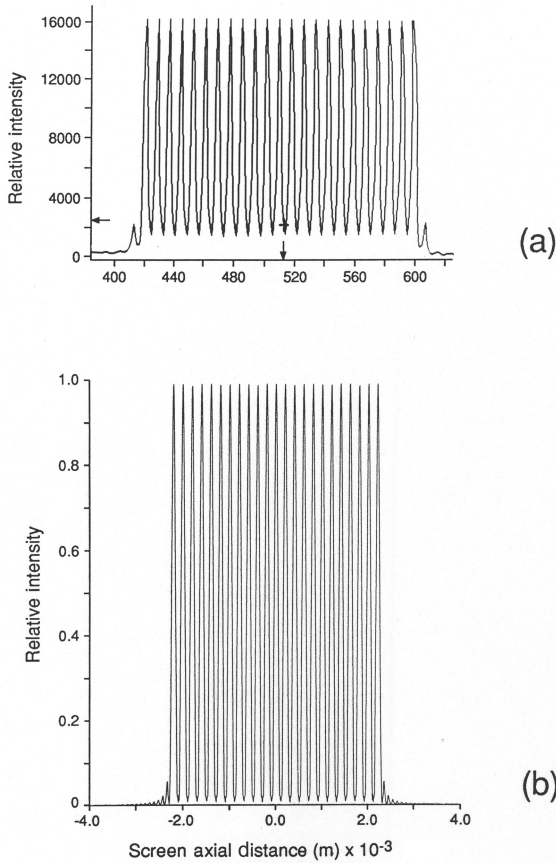 16000
12000
8000
4000
0
Relative intensity
400 440 480 520 560 600
(a)
1.0
0.8
0.6
0.4
0.2
0
Relative intensity
-4.0 -2.0 0.0 2.0 4.0
Screen axial distance (m) x 10-3
(b)